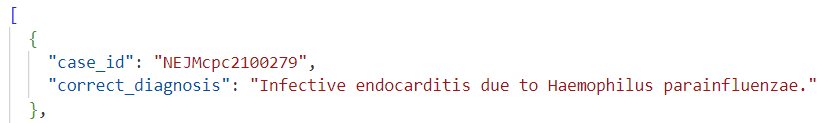 [
  {
    "case_id": "NEJMcpc2100279",
    "correct_diagnosis": "Infective endocarditis due to Haemophilus parainfluenzae."
  },